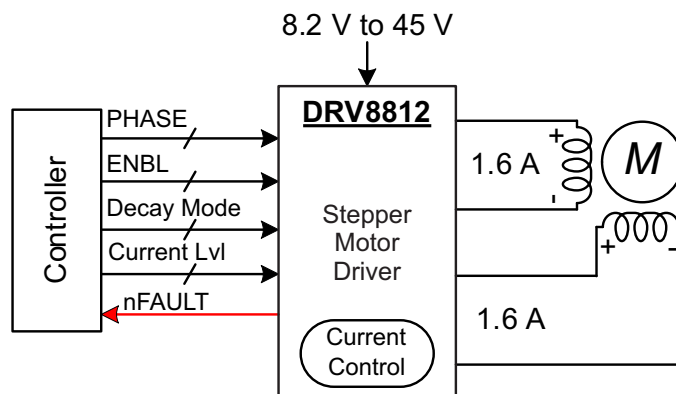 8.2 V to 45 V
DRV8812
Controller
PHASE
ENBL
Decay Mode
Current Lvl
nFAULT
Stepper
Motor
Driver
Current
Control
+
1.6 A
-
M
+
-
1.6 A